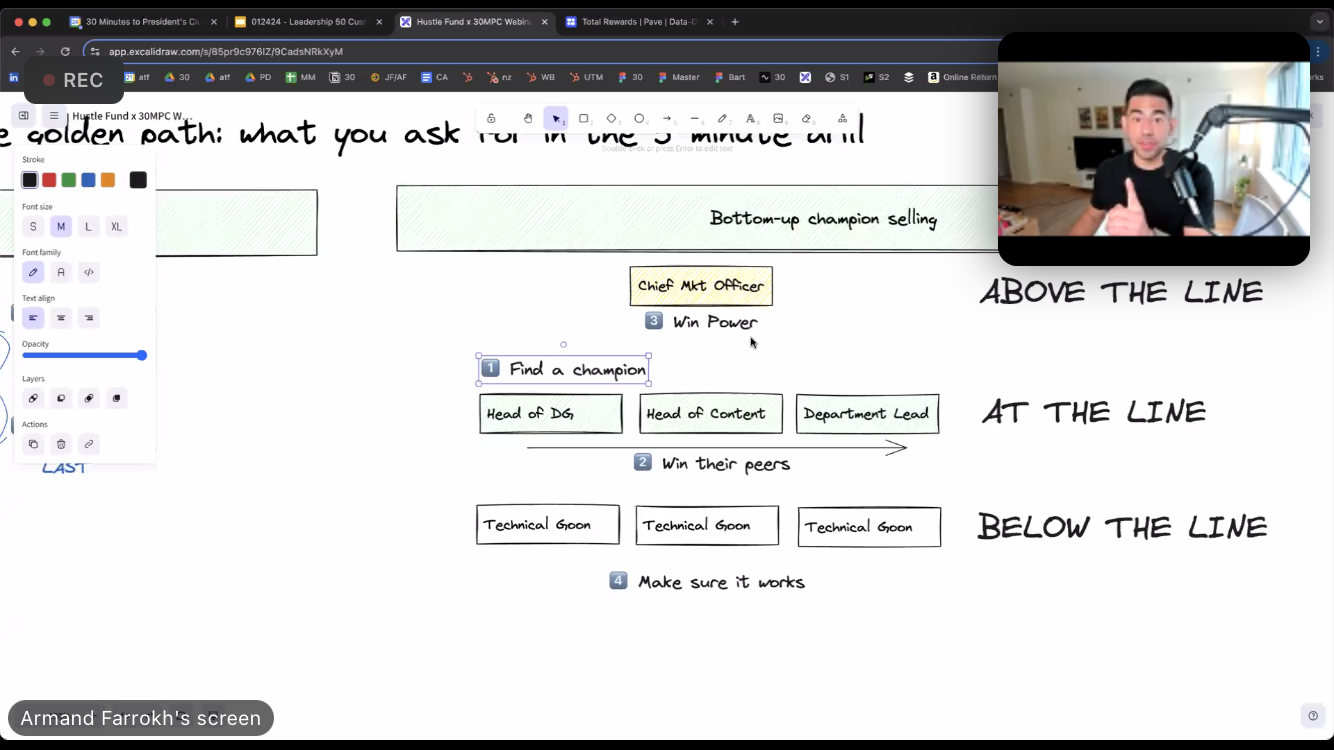 30 Minutes to President's Cl
012424 - Leadership 50 Cus
Hustle Fund x 30MPC Webin
Total Rewards | Pave | Data-D
app.excalidraw.com/s/85pr9c976lZ/9CadsNRkXyM
REC
atf
30
atf
PD
MM
30
JF/AF
CA
nz
WB
UTM
30
Master
Bart
30
S1
S2
Online Return
rks
Hustle Fund x 30MPC W...
e golden path: what you ask for in the 5 minute drill
Double-click or press Enter to edit text
Stroke
Font size
S M L XL
Font family
A </>
Text align
Opacity
Layers
Actions
LAST
Bottom-up champion selling
Chief Mkt Officer
ABOVE THE LINE
3 Win Power
1 Find a champion
Head of DG
Head of Content
Department Lead
AT THE LINE
2 Win their peers
Technical Goon
Technical Goon
Technical Goon
BELOW THE LINE
4 Make sure it works
Armand Farrokh's screen